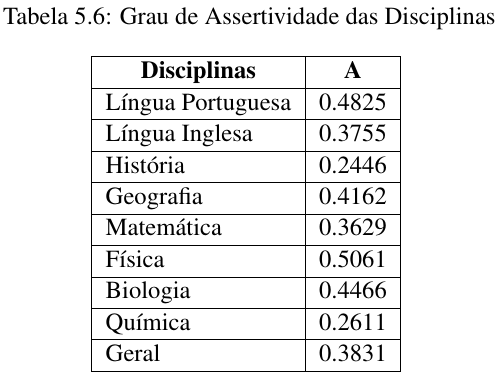 Tabela 5.6: Grau de Assertividade das Disciplinas
Disciplinas A
Língua Portuguesa 0.4825
Língua Inglesa 0.3755
História 0.2446
Geografia 0.4162
Matemática 0.3629
Física 0.5061
Biologia 0.4466
Química 0.2611
Geral 0.3831